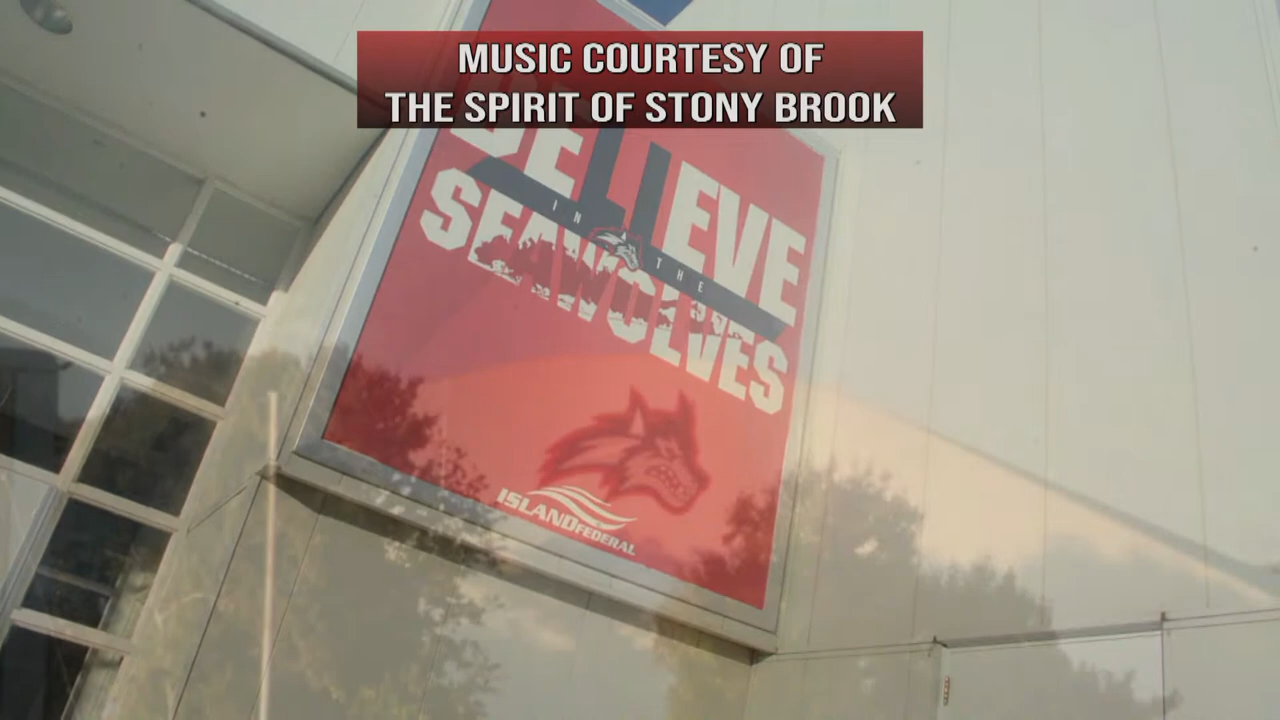 MUSIC COURTESY OF
THE SPIRIT OF STONY BROOK
BELIEVE
IN THE
SEAWOLVES
ISLAND FEDERAL